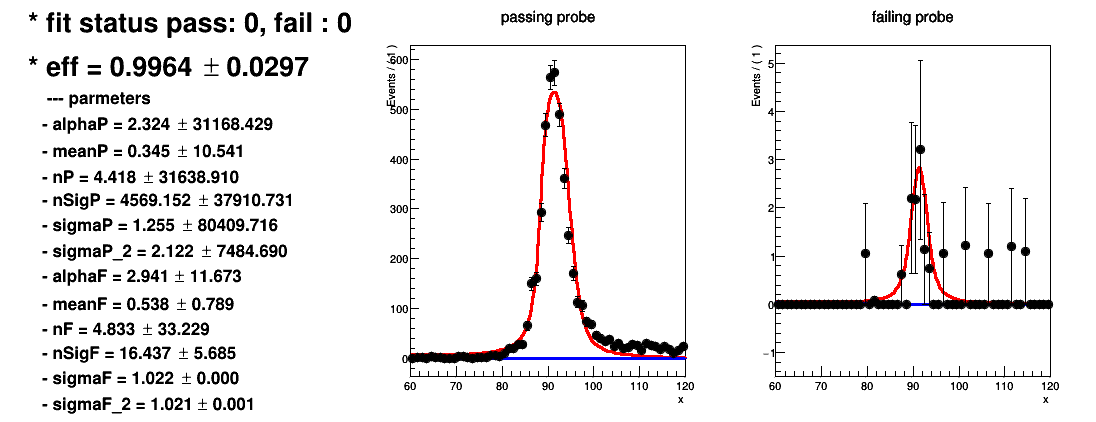 * fit status pass: 0, fail : 0
* eff = 0.9964 ± 0.0297
--- parmeters
- alphaP = 2.324 ± 31168.429
- meanP = 0.345 ± 10.541
- nP = 4.418 ± 31638.910
- nSigP = 4569.152 ± 37910.731
- sigmaP = 1.255 ± 80409.716
- sigmaP_2 = 2.122 ± 7484.690
- alphaF = 2.941 ± 11.673
- meanF = 0.538 ± 0.789
- nF = 4.833 ± 33.229
- nSigF = 16.437 ± 5.685
- sigmaF = 1.022 ± 0.000
- sigmaF_2 = 1.021 ± 0.001
passing probe
Events / ( 1 )
600
500
400
300
200
100
0
60 70 80 90 100 110 120
x
failing probe
Events / ( 1 )
5
4
3
2
1
0
−1
60 70 80 90 100 110 120
x